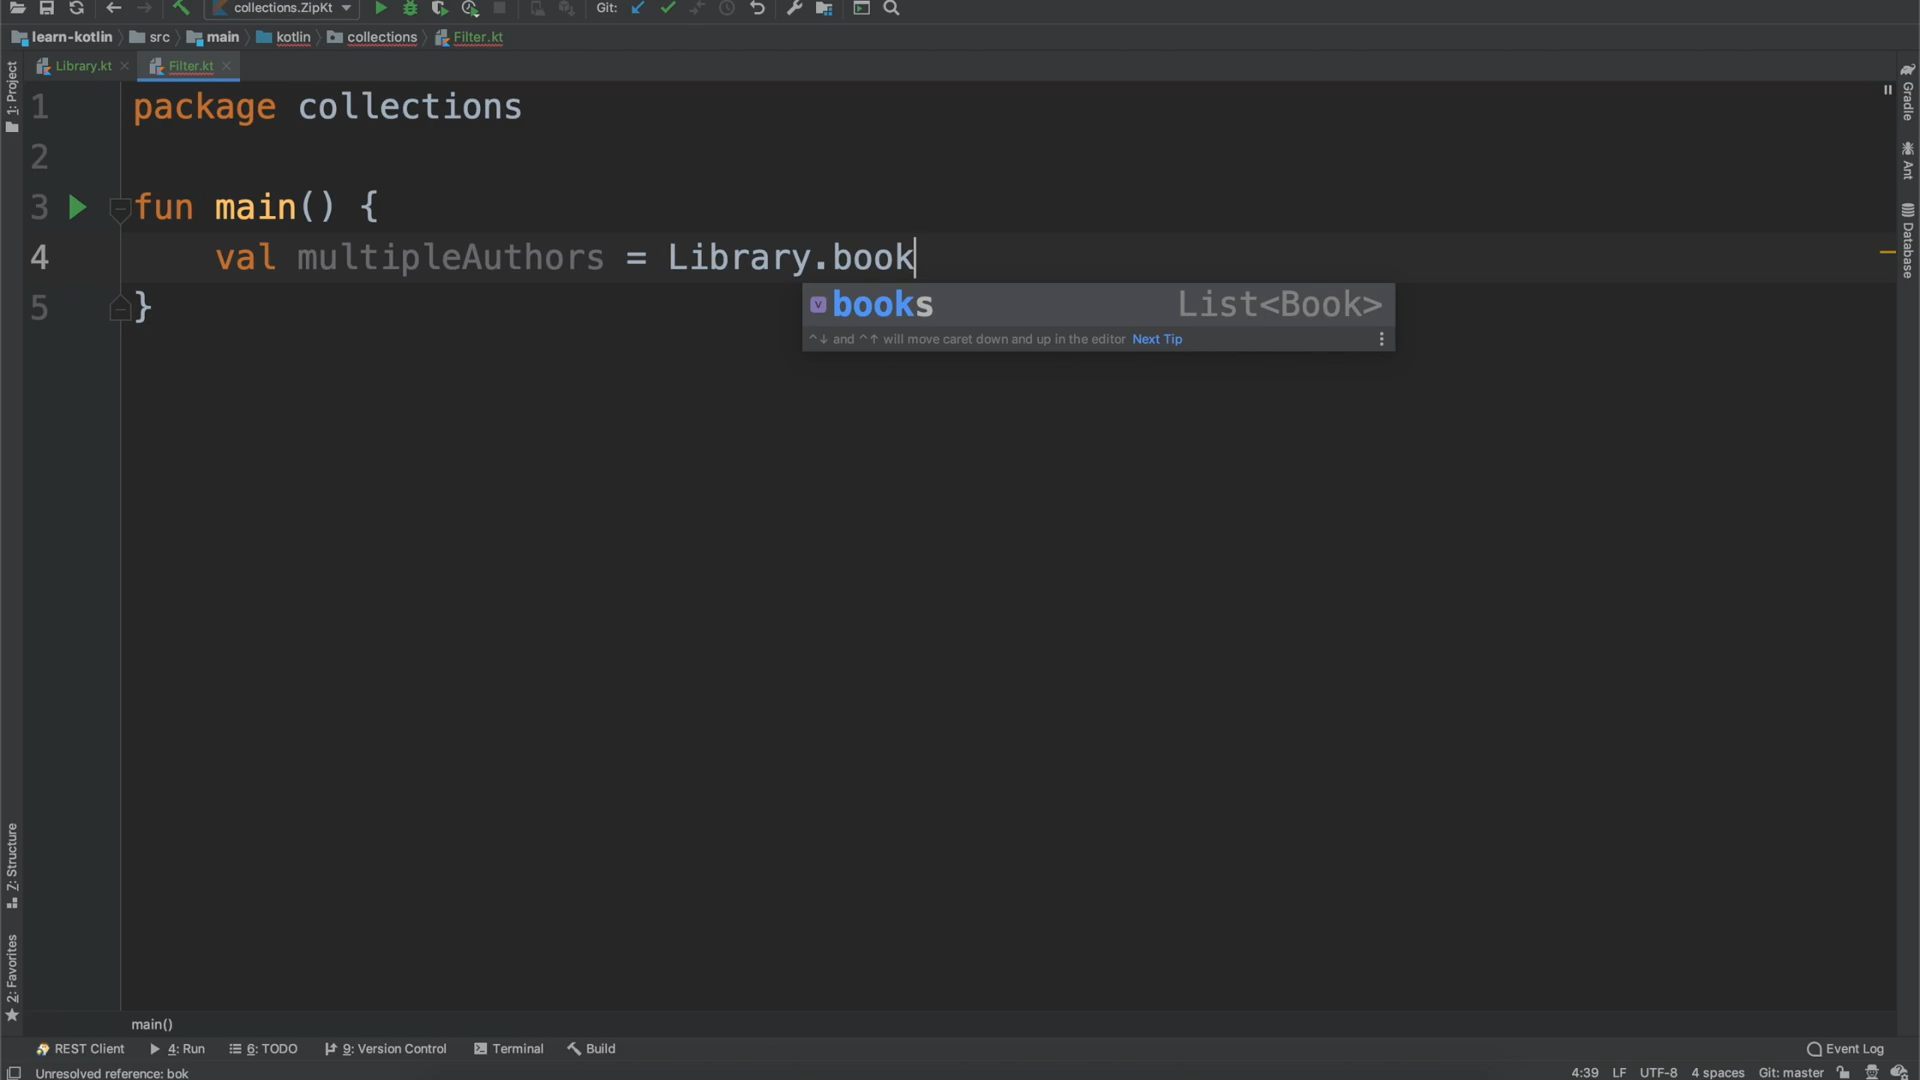 collections.ZipKt Git:
learn-kotlin src main kotlin collections Filter.kt
Library.kt Filter.kt
1: Project
Gradle
Ant
Database
1 package collections
2
3 fun main() {
4 val multipleAuthors = Library.book
5 }
books List<Book>
^↓ and ^↑ will move caret down and up in the editor Next Tip
7: Structure
2: Favorites
main()
REST Client 4: Run 6: TODO 9: Version Control Terminal Build Event Log
Unresolved reference: bok 4:39 LF UTF-8 4 spaces Git: master